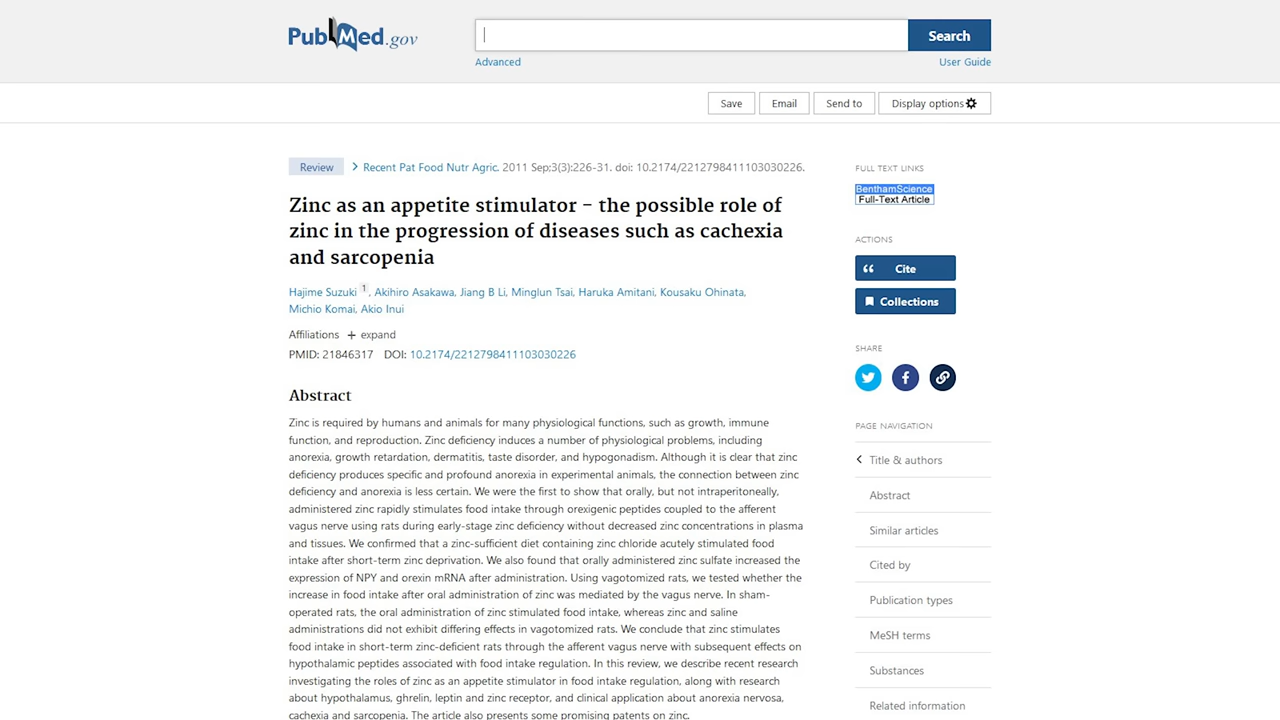 PubMed.gov
Search
Advanced
User Guide
Save
Email
Send to
Display options
Review
Recent Pat Food Nutr Agric. 2011 Sep;3(3):226-31. doi: 10.2174/2212798411103030226.
Zinc as an appetite stimulator - the possible role of
zinc in the progression of diseases such as cachexia
and sarcopenia
Hajime Suzuki 1, Akihiro Asakawa, Jiang B Li, Minglun Tsai, Haruka Amitani, Kousaku Ohinata,
Michio Komai, Akio Inui
Affiliations + expand
PMID: 21846317 DOI: 10.2174/2212798411103030226
Abstract
Zinc is required by humans and animals for many physiological functions, such as growth, immune
function, and reproduction. Zinc deficiency induces a number of physiological problems, including
anorexia, growth retardation, dermatitis, taste disorder, and hypogonadism. Although it is clear that zinc
deficiency produces specific and profound anorexia in experimental animals, the connection between zinc
deficiency and anorexia is less certain. We were the first to show that orally, but not intraperitoneally,
administered zinc rapidly stimulates food intake through orexigenic peptides coupled to the afferent
vagus nerve using rats during early-stage zinc deficiency without decreased zinc concentrations in plasma
and tissues. We confirmed that a zinc-sufficient diet containing zinc chloride acutely stimulated food
intake after short-term zinc deprivation. We also found that orally administered zinc sulfate increased the
expression of NPY and orexin mRNA after administration. Using vagotomized rats, we tested whether the
increase in food intake after oral administration of zinc was mediated by the vagus nerve. In sham-
operated rats, the oral administration of zinc stimulated food intake, whereas zinc and saline
administrations did not exhibit differing effects in vagotomized rats. We conclude that zinc stimulates
food intake in short-term zinc-deficient rats through the afferent vagus nerve with subsequent effects on
hypothalamic peptides associated with food intake regulation. In this review, we describe recent research
investigating the roles of zinc as an appetite stimulator in food intake regulation, along with research
about hypothalamus, ghrelin, leptin and zinc receptor, and clinical application about anorexia nervosa,
cachexia and sarcopenia. The article also presents some promising patents on zinc.
FULL TEXT LINKS
BenthamScience
Full-Text Article
ACTIONS
Cite
Collections
SHARE
PAGE NAVIGATION
Title & authors
Abstract
Similar articles
Cited by
Publication types
MeSH terms
Substances
Related information